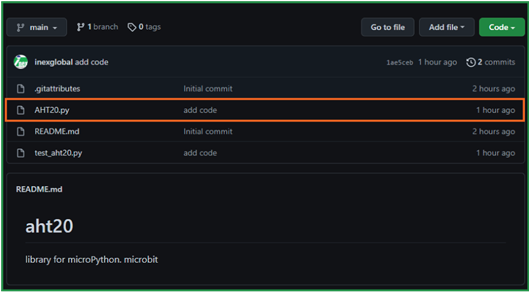 main
1 branch
0 tags
Go to file
Add file
Code
inexglobal add code
1ae5ceb 1 hour ago
2 commits
.gitattributes Initial commit 2 hours ago
AHT20.py add code 1 hour ago
README.md Initial commit 2 hours ago
test_aht20.py add code 1 hour ago
README.md
aht20
library for microPython. microbit